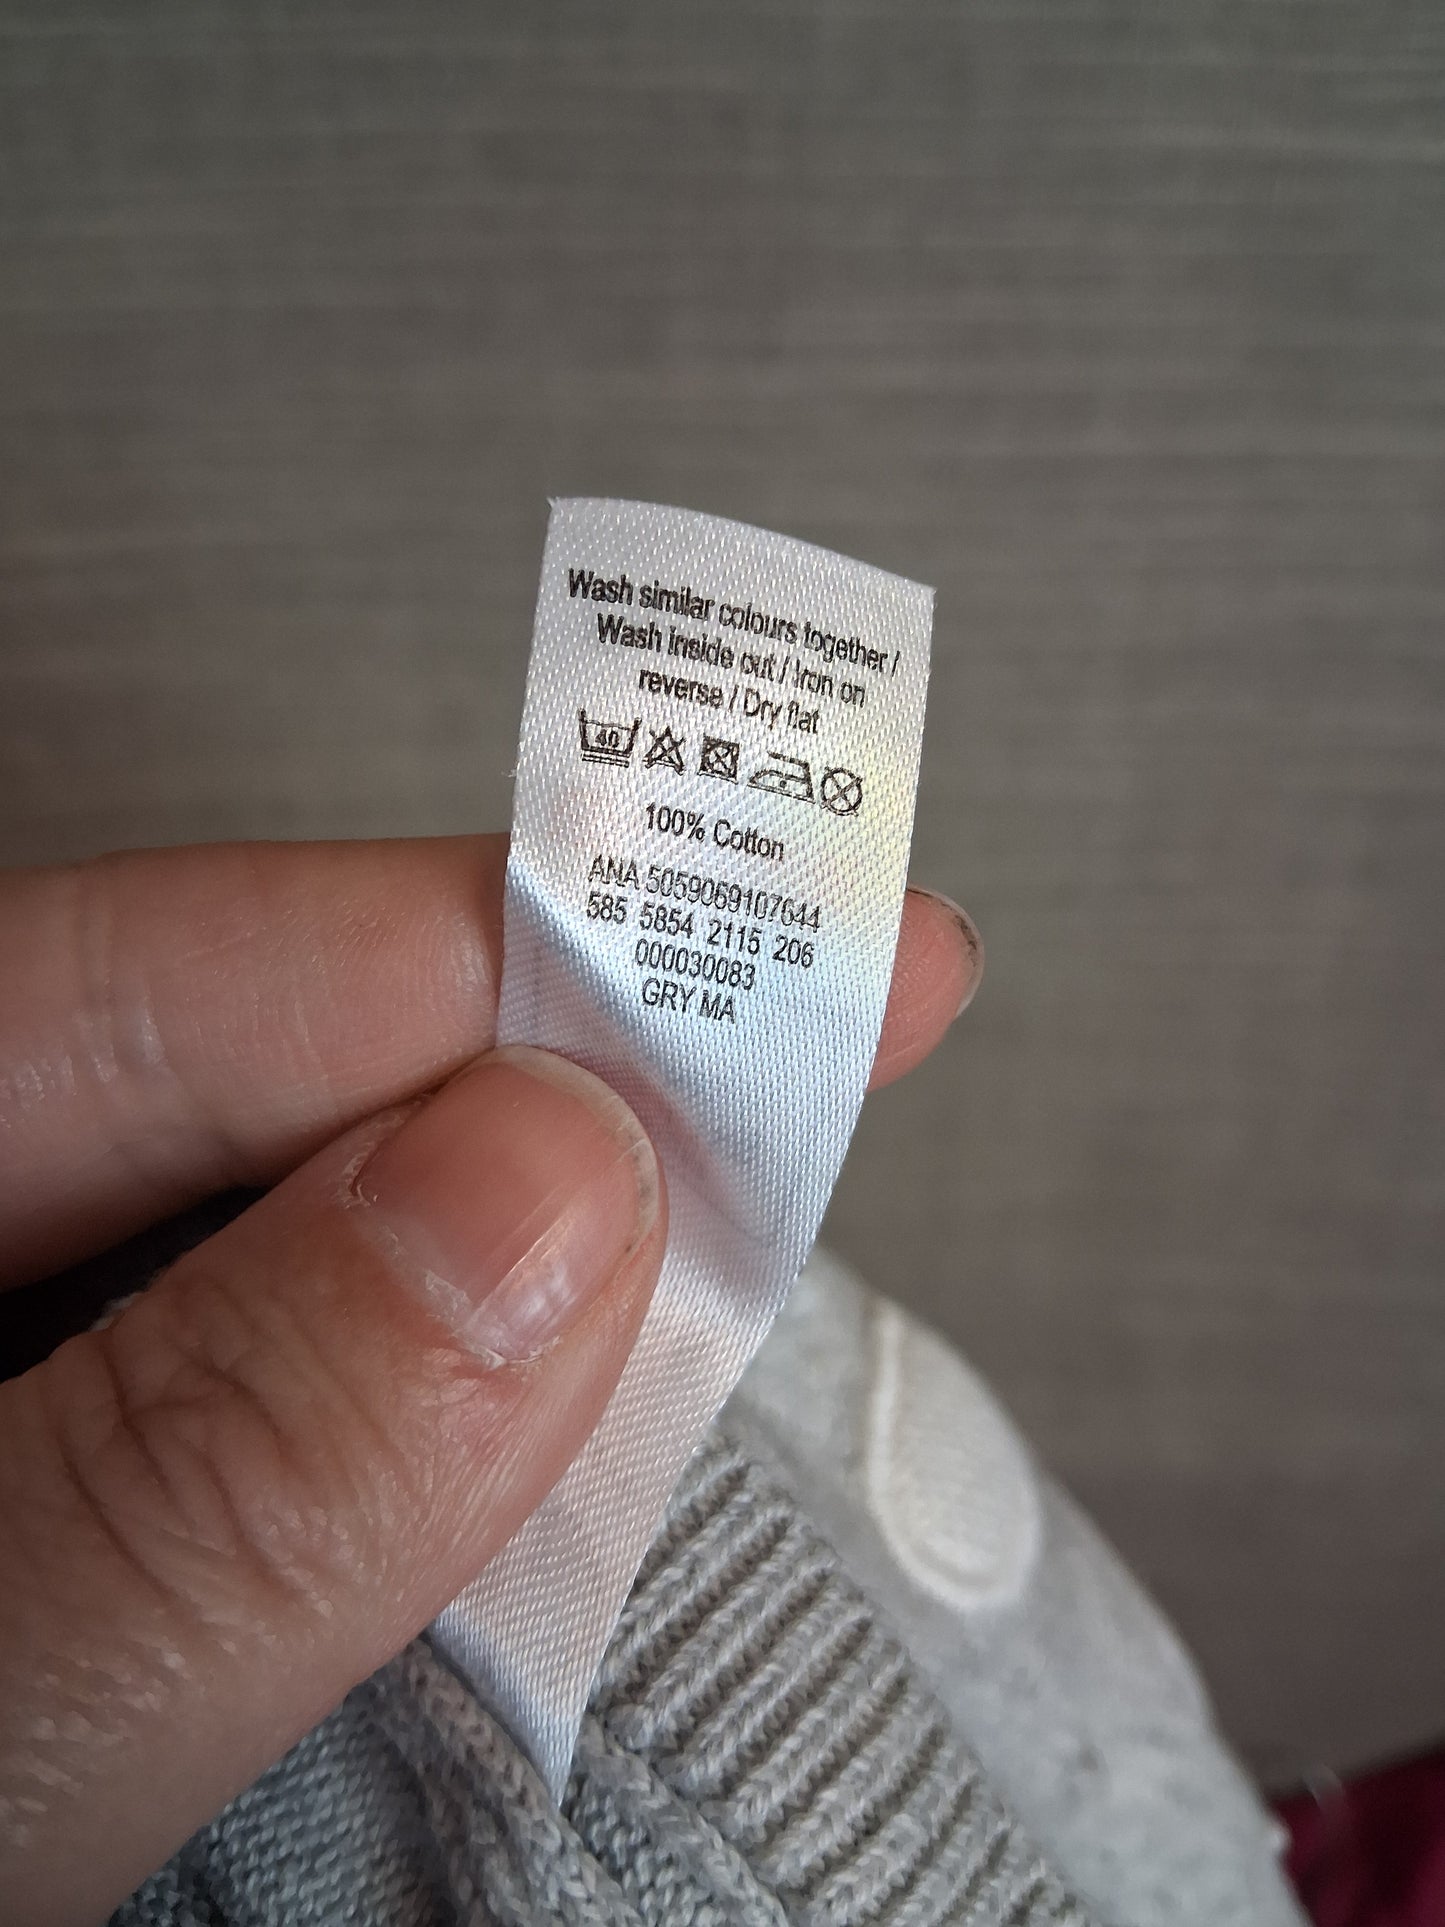 Wash similar colours together /
Wash inside out / Iron on
reverse / Dry flat
40
100% Cotton
ANA 5059069107644
585 5854 2115 206
000030083
GRY MA